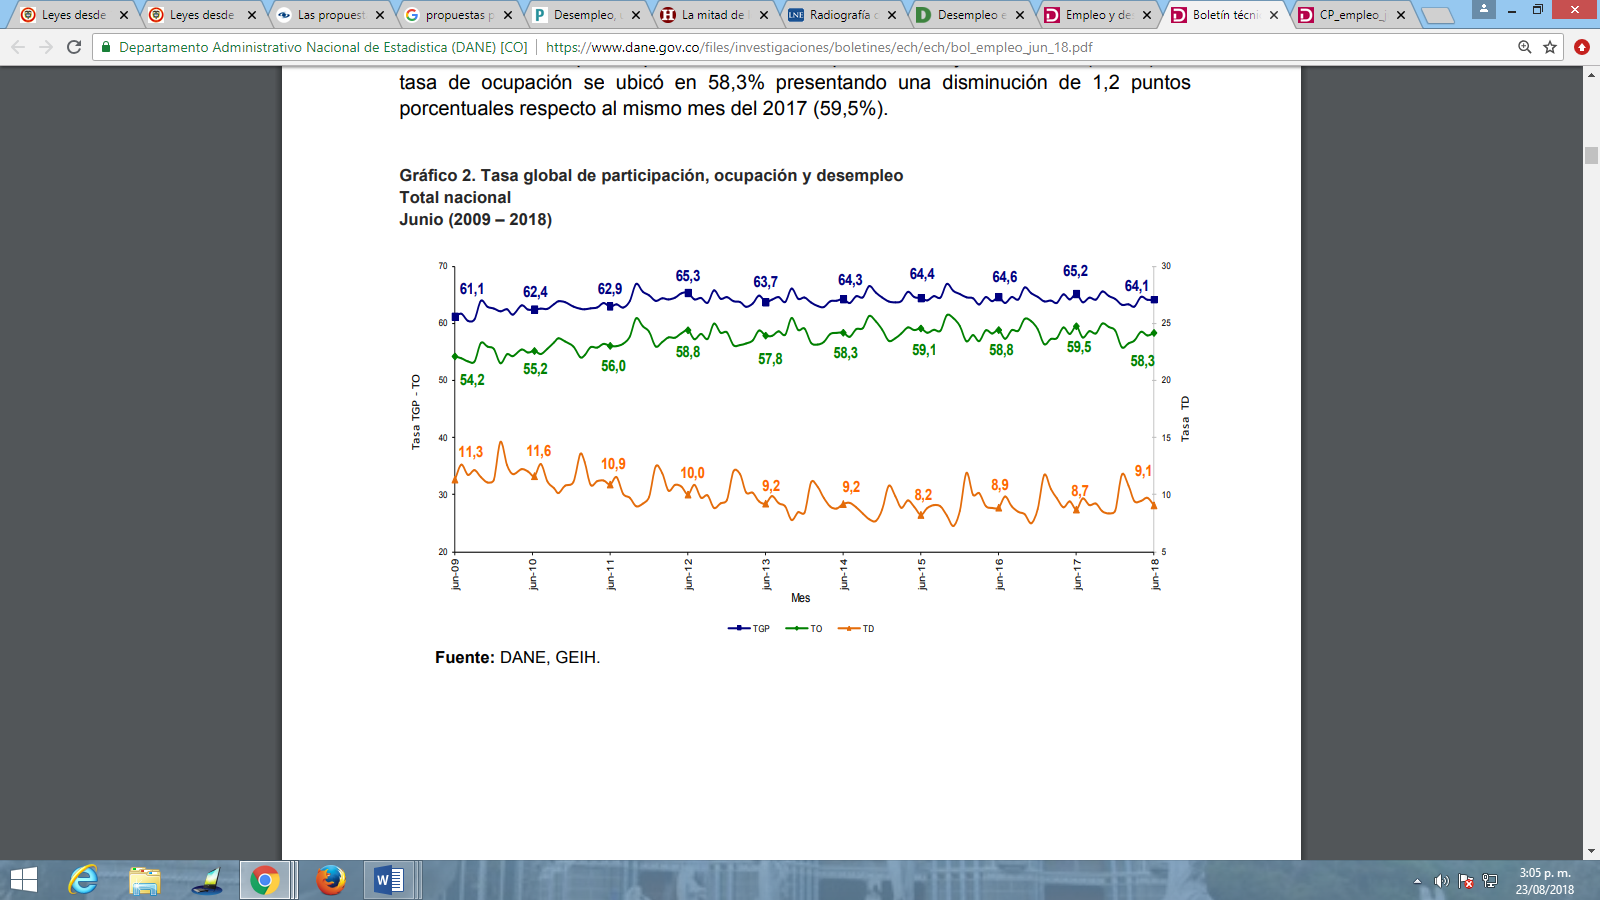 Leyes desde
Leyes desde
Las propuest
propuestas p
Desempleo,
La mitad de
Radiografía
Desempleo e
Empleo y de
Boletín técni
CP_empleo_j
Departamento Administrativo Nacional de Estadistica (DANE) [CO] | https://www.dane.gov.co/files/investigaciones/boletines/ech/ech/bol_empleo_jun_18.pdf
tasa de ocupación se ubicó en 58,3% presentando una disminución de 1,2 puntos
porcentuales respecto al mismo mes del 2017 (59,5%).
Gráfico 2. Tasa global de participación, ocupación y desempleo
Total nacional
Junio (2009 – 2018)
70
60
50
40
30
20
Tasa TGP - TO
30
25
20
15
10
5
Tasa TD
61,1 62,4 62,9 65,3 63,7 64,3 64,4 64,6 65,2 64,1
54,2 55,2 56,0 58,8 57,8 58,3 59,1 58,8 59,5 58,3
11,3 11,6 10,9 10,0 9,2 9,2 8,2 8,9 8,7 9,1
jun-09 jun-10 jun-11 jun-12 jun-13 jun-14 jun-15 jun-16 jun-17 jun-18
Mes
TGP TO TD
Fuente: DANE, GEIH.
3:05 p. m.
23/08/2018